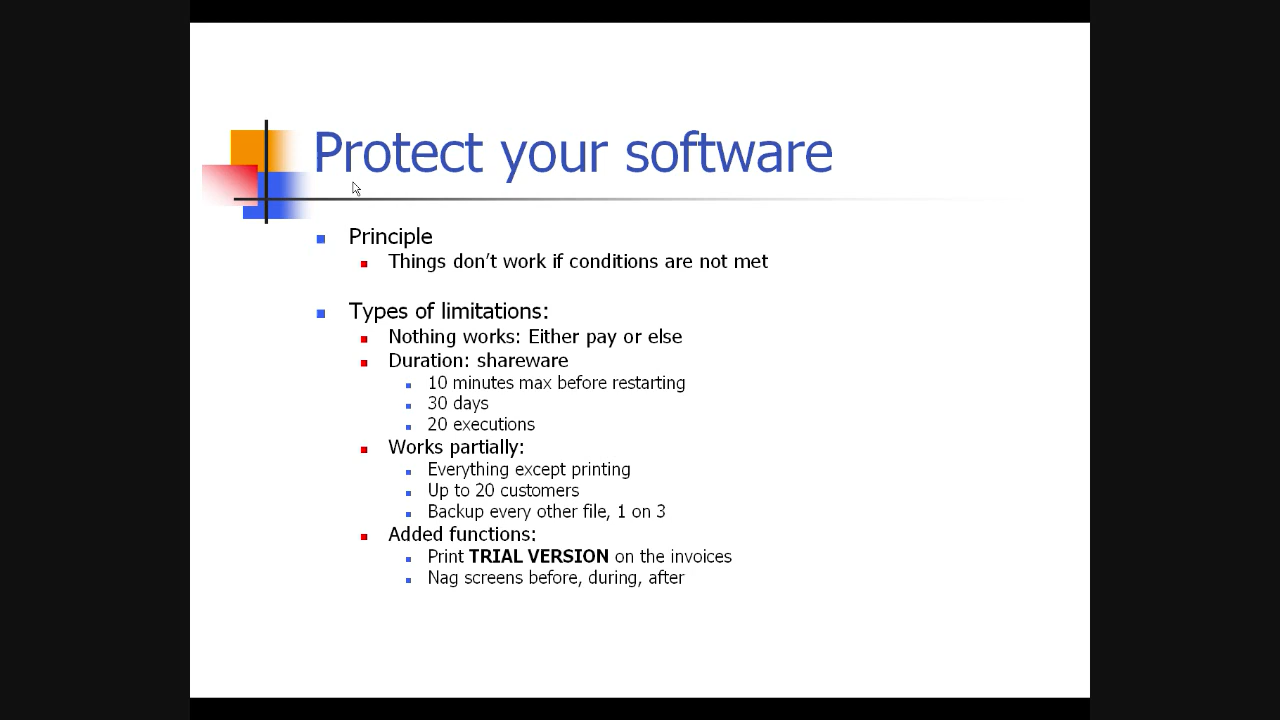 Protect your software
Principle
Things don't work if conditions are not met
Types of limitations:
Nothing works: Either pay or else
Duration: shareware
10 minutes max before restarting
30 days
20 executions
Works partially:
Everything except printing
Up to 20 customers
Backup every other file, 1 on 3
Added functions:
Print TRIAL VERSION on the invoices
Nag screens before, during, after